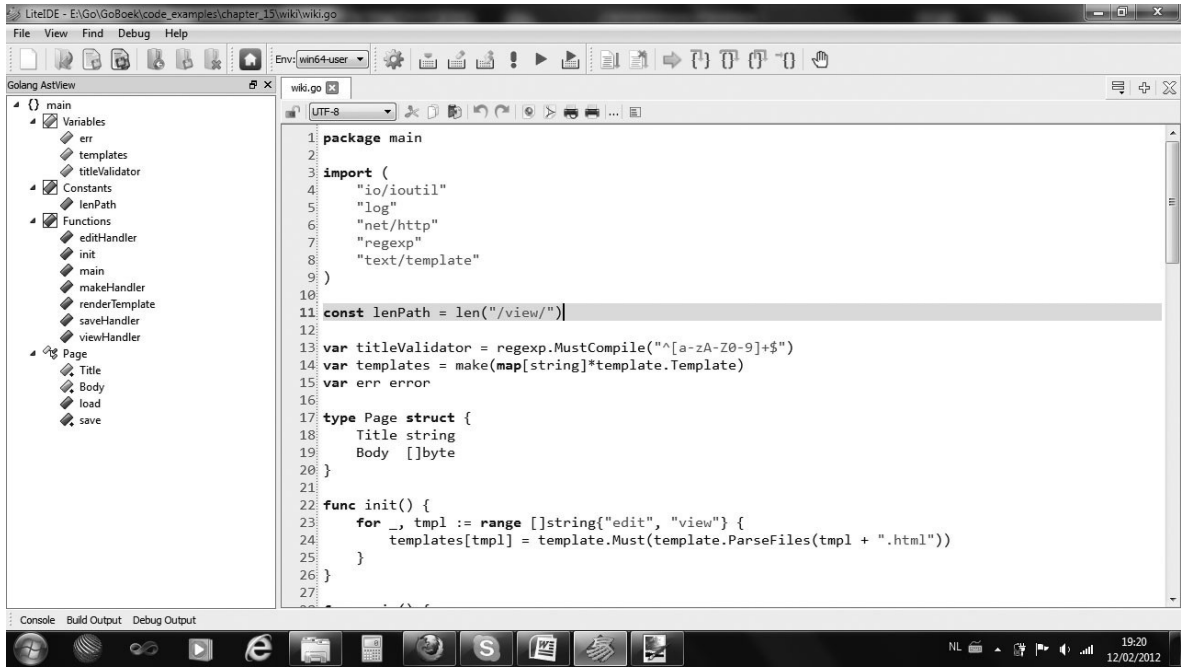 LiteIDE - E:\Go\GoBoek\code_examples\chapter_15\wiki\wiki.go
File View Find Debug Help
Env: win64-user
Golang AstView
{} main
Variables
err
templates
titleValidator
Constants
lenPath
Functions
editHandler
init
main
makeHandler
renderTemplate
saveHandler
viewHandler
Page
Title
Body
load
save
wiki.go
UTF-8
1 package main
2
3 import (
4 "io/ioutil"
5 "log"
6 "net/http"
7 "regexp"
8 "text/template"
9 )
10
11 const lenPath = len("/view/")
12
13 var titleValidator = regexp.MustCompile("^[a-zA-Z0-9]+$")
14 var templates = make(map[string]*template.Template)
15 var err error
16
17 type Page struct {
18 Title string
19 Body []byte
20 }
21
22 func init() {
23 for _, tmpl := range []string{"edit", "view"} {
24 templates[tmpl] = template.Must(template.ParseFiles(tmpl + ".html"))
25 }
26 }
27
Console Build Output Debug Output
NL
19:20
12/02/2012